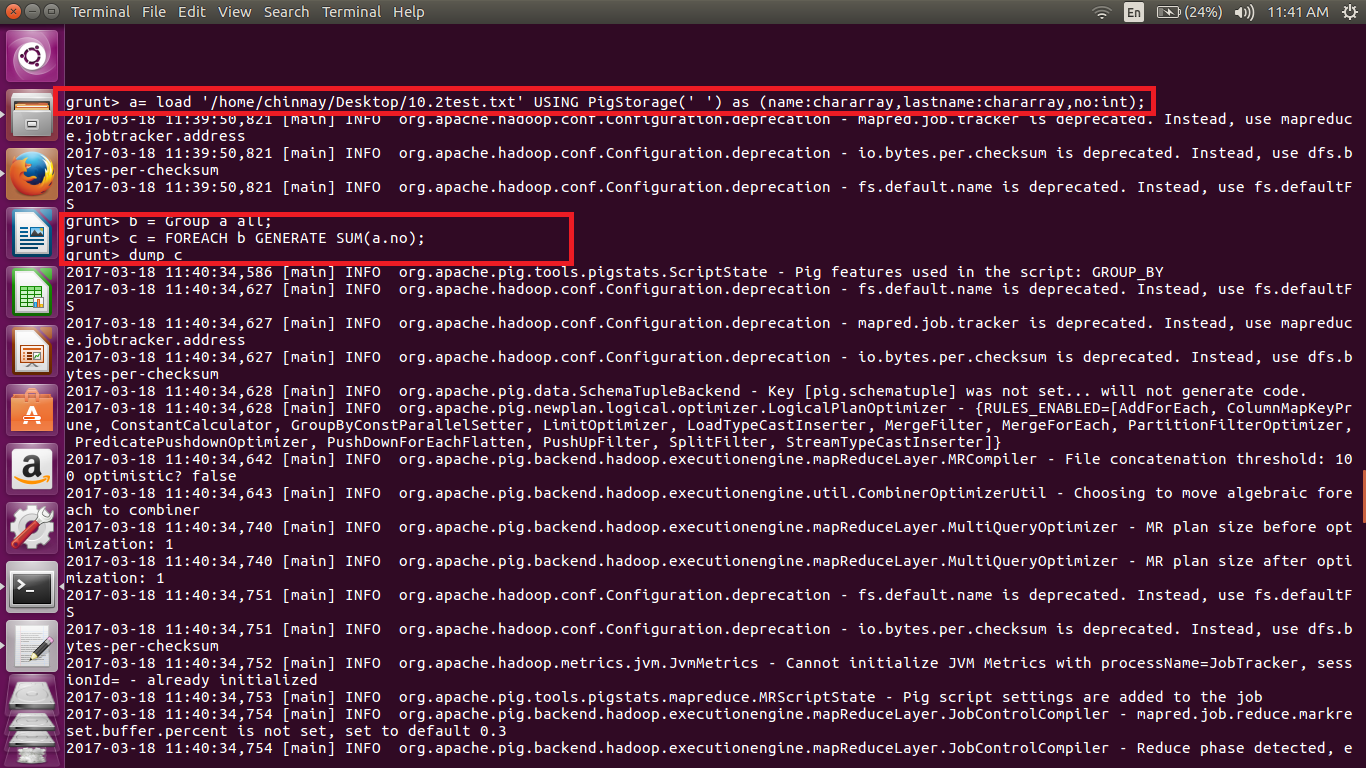 Terminal File Edit View Search Terminal Help En (24%) 11:41 AM
grunt> a= load '/home/chinmay/Desktop/10.2test.txt' USING PigStorage(' ') as (name:chararray,lastname:chararray,no:int);
2017-03-18 11:39:50,821 [main] INFO  org.apache.hadoop.conf.Configuration.deprecation - mapred.job.tracker is deprecated. Instead, use mapreduc
e.jobtracker.address
2017-03-18 11:39:50,821 [main] INFO  org.apache.hadoop.conf.Configuration.deprecation - io.bytes.per.checksum is deprecated. Instead, use dfs.b
ytes-per-checksum
2017-03-18 11:39:50,821 [main] INFO  org.apache.hadoop.conf.Configuration.deprecation - fs.default.name is deprecated. Instead, use fs.defaultF
S
grunt> b = Group a all;
grunt> c = FOREACH b GENERATE SUM(a.no);
grunt> dump c
2017-03-18 11:40:34,586 [main] INFO  org.apache.pig.tools.pigstats.ScriptState - Pig features used in the script: GROUP_BY
2017-03-18 11:40:34,627 [main] INFO  org.apache.hadoop.conf.Configuration.deprecation - fs.default.name is deprecated. Instead, use fs.defaultF
S
2017-03-18 11:40:34,627 [main] INFO  org.apache.hadoop.conf.Configuration.deprecation - mapred.job.tracker is deprecated. Instead, use mapreduc
e.jobtracker.address
2017-03-18 11:40:34,627 [main] INFO  org.apache.hadoop.conf.Configuration.deprecation - io.bytes.per.checksum is deprecated. Instead, use dfs.b
ytes-per-checksum
2017-03-18 11:40:34,628 [main] INFO  org.apache.pig.data.SchemaTupleBackend - Key [pig.schematuple] was not set... will not generate code.
2017-03-18 11:40:34,628 [main] INFO  org.apache.pig.newplan.logical.optimizer.LogicalPlanOptimizer - {RULES_ENABLED=[AddForEach, ColumnMapKeyPr
une, ConstantCalculator, GroupByConstParallelSetter, LimitOptimizer, LoadTypeCastInserter, MergeFilter, MergeForEach, PartitionFilterOptimizer,
 PredicatePushdownOptimizer, PushDownForEachFlatten, PushUpFilter, SplitFilter, StreamTypeCastInserter]}
2017-03-18 11:40:34,642 [main] INFO  org.apache.pig.backend.hadoop.executionengine.mapReduceLayer.MRCompiler - File concatenation threshold: 10
0 optimistic? false
2017-03-18 11:40:34,643 [main] INFO  org.apache.pig.backend.hadoop.executionengine.util.CombinerOptimizerUtil - Choosing to move algebraic fore
ach to combiner
2017-03-18 11:40:34,740 [main] INFO  org.apache.pig.backend.hadoop.executionengine.mapReduceLayer.MultiQueryOptimizer - MR plan size before opt
imization: 1
2017-03-18 11:40:34,740 [main] INFO  org.apache.pig.backend.hadoop.executionengine.mapReduceLayer.MultiQueryOptimizer - MR plan size after opti
mization: 1
2017-03-18 11:40:34,751 [main] INFO  org.apache.hadoop.conf.Configuration.deprecation - fs.default.name is deprecated. Instead, use fs.defaultF
S
2017-03-18 11:40:34,751 [main] INFO  org.apache.hadoop.conf.Configuration.deprecation - io.bytes.per.checksum is deprecated. Instead, use dfs.b
ytes-per-checksum
2017-03-18 11:40:34,752 [main] INFO  org.apache.hadoop.metrics.jvm.JvmMetrics - Cannot initialize JVM Metrics with processName=JobTracker, sess
ionId= - already initialized
2017-03-18 11:40:34,753 [main] INFO  org.apache.pig.tools.pigstats.mapreduce.MRScriptState - Pig script settings are added to the job
2017-03-18 11:40:34,754 [main] INFO  org.apache.pig.backend.hadoop.executionengine.mapReduceLayer.JobControlCompiler - mapred.job.reduce.markre
set.buffer.percent is not set, set to default 0.3
2017-03-18 11:40:34,754 [main] INFO  org.apache.pig.backend.hadoop.executionengine.mapReduceLayer.JobControlCompiler - Reduce phase detected, e